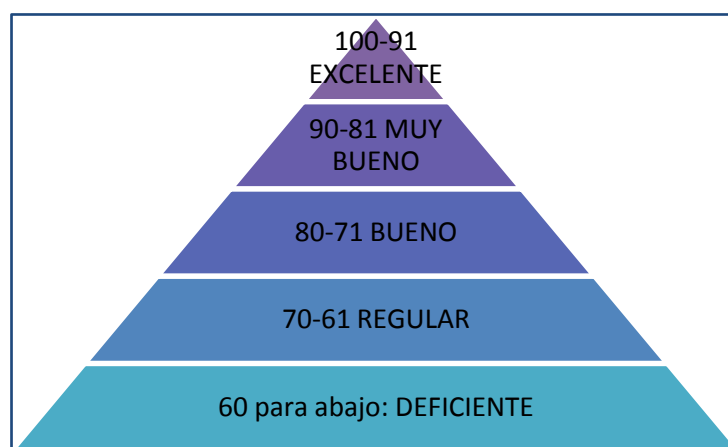 100-91
EXCELENTE
90-81 MUY
BUENO
80-71 BUENO
70-61 REGULAR
60 para abajo: DEFICIENTE